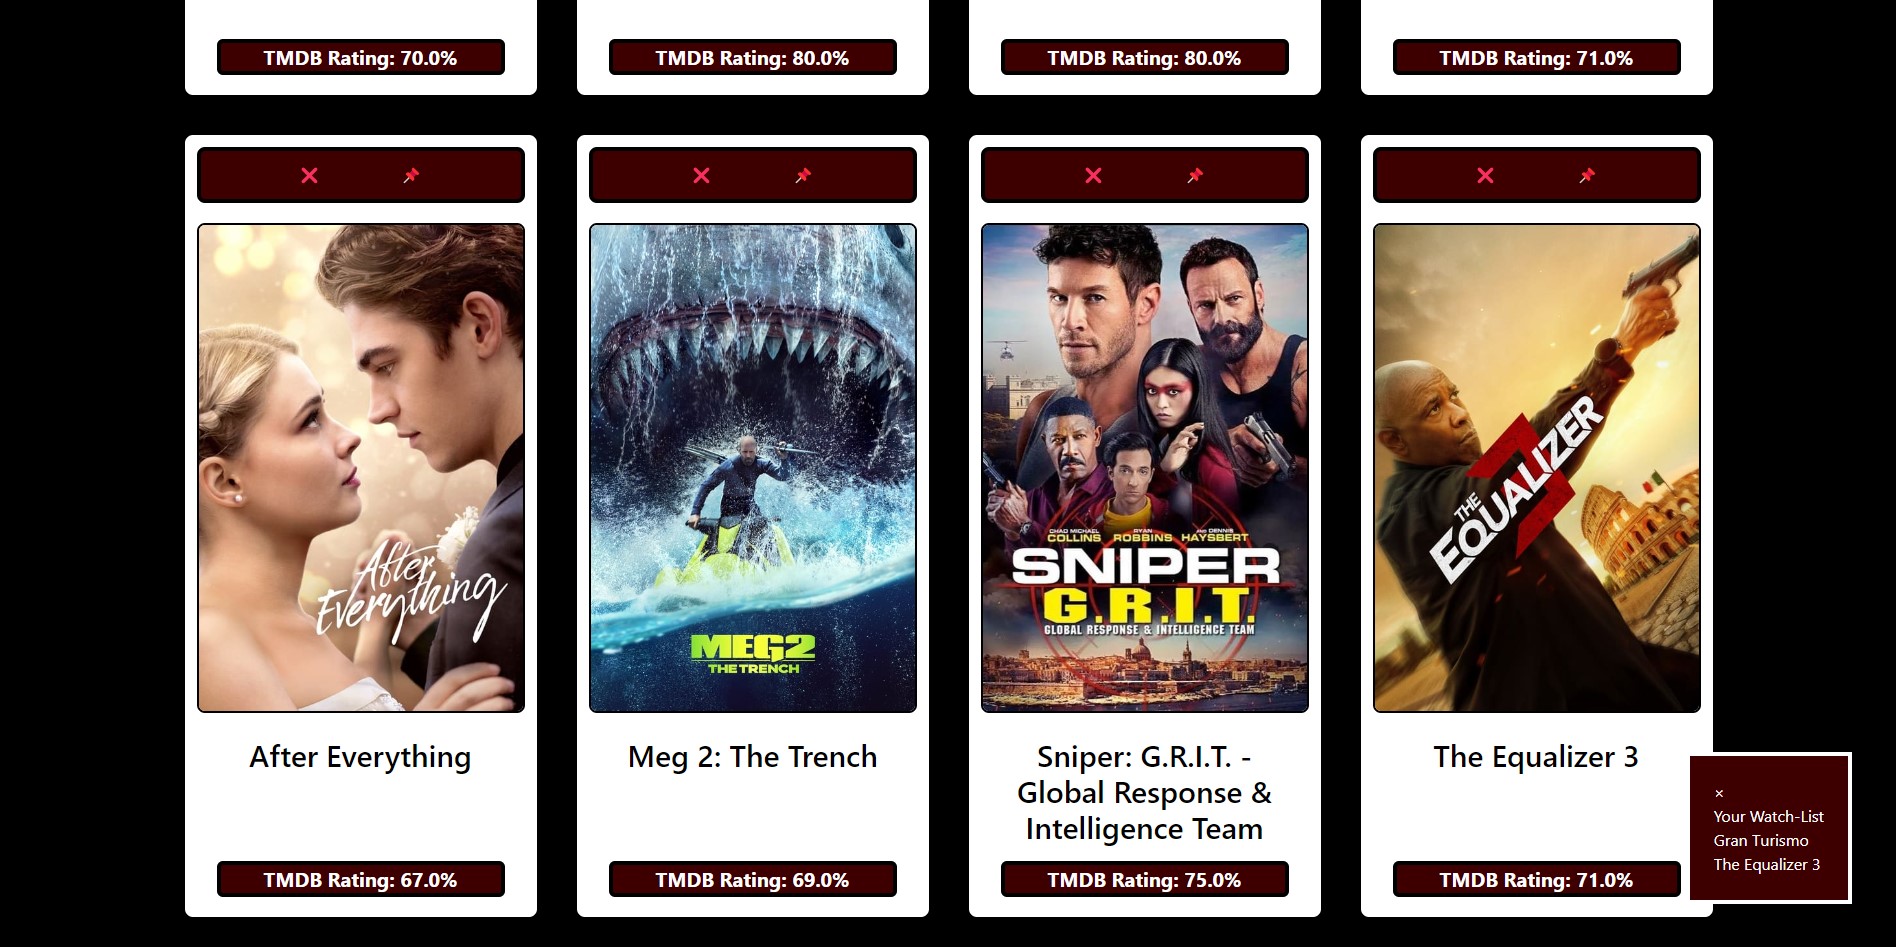 TMDB Rating: 70.0%
TMDB Rating: 80.0%
TMDB Rating: 80.0%
TMDB Rating: 71.0%
After
Everything
MEG2
THE TRENCH
CHAD MICHAEL COLLINS RYAN ROBBINS AND DENNIS HAYSBERT
SNIPER
G.R.I.T.
GLOBAL RESPONSE & INTELLIGENCE TEAM
THE
EQUALIZER
3
After Everything
Meg 2: The Trench
Sniper: G.R.I.T. -
Global Response &
Intelligence Team
The Equalizer 3
TMDB Rating: 67.0%
TMDB Rating: 69.0%
TMDB Rating: 75.0%
TMDB Rating: 71.0%
×
Your Watch-List
Gran Turismo
The Equalizer 3